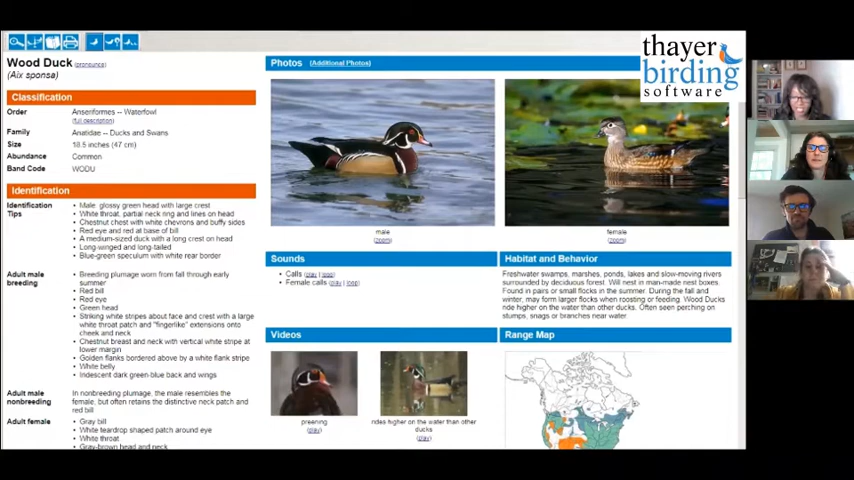 Wood Duck (pronounce)
(Aix sponsa)
Classification
Order Anseriformes -- Waterfowl
(full description)
Family Anatidae -- Ducks and Swans
Size 18.5 inches (47 cm)
Abundance Common
Band Code WODU
Identification
Identification Tips
Male: glossy green head with large crest
White throat, partial neck ring and lines on head
Chestnut chest with white chevrons and buffy sides
Red eye and red at base of bill
A medium-sized duck with a long crest on head
Long-winged and long-tailed
Blue-green speculum with white rear border
Adult male breeding
Breeding plumage worn from fall through early
summer
Red bill
Red eye
Green head
Striking white stripes about face and crest with a large
white throat patch and "fingerlike" extensions onto
cheek and neck
Chestnut breast and neck with vertical white stripe at
lower margin
Golden flanks bordered above by a white flank stripe
White belly
Iridescent dark green-blue back and wings
Adult male nonbreeding
In nonbreeding plumage, the male resembles the
female, but often retains the distinctive neck patch and
red bill
Adult female
Gray bill
White teardrop shaped patch around eye
White throat
Gray-brown head and neck
Photos (Additional Photos)
male
(zoom)
female
(zoom)
Sounds
Calls (play | loop)
Female calls (play | loop)
Habitat and Behavior
Freshwater swamps, marshes, ponds, lakes and slow-moving rivers
surrounded by deciduous forest. Will nest in man-made nest boxes.
Found in pairs or small flocks in the summer. During the fall and
winter, may form larger flocks when roosting or feeding. Wood Ducks
ride higher on the water than other ducks. Often seen perching on
stumps, snags or branches near water.
Videos
preening
(play)
rides higher on the water than other
ducks
(play)
Range Map
thayer
birding
software